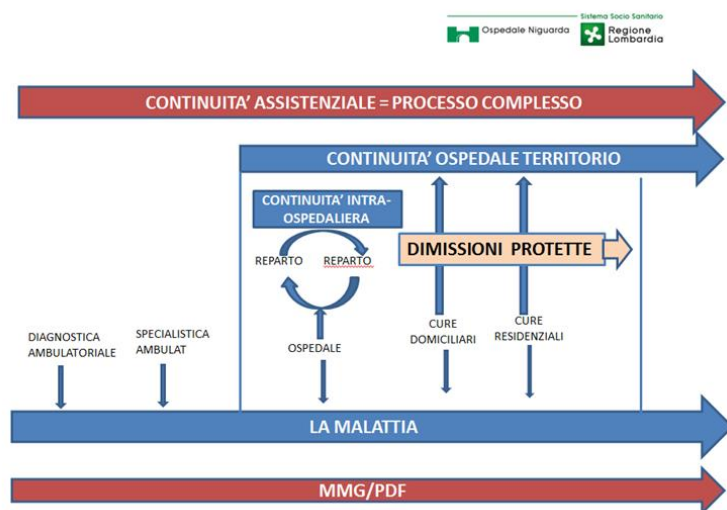 Sistema Socio Sanitario
Ospedale Niguarda
Regione
Lombardia
CONTINUITA’ ASSISTENZIALE = PROCESSO COMPLESSO
CONTINUITA’ OSPEDALE TERRITORIO
CONTINUITA’ INTRA-
OSPEDALIERA
REPARTO
REPARTO
DIMISSIONI PROTETTE
DIAGNOSTICA
AMBULATORIALE
SPECIALISTICA
AMBULAT
OSPEDALE
CURE
DOMICILIARI
CURE
RESIDENZIALI
LA MALATTIA
MMG/PDF